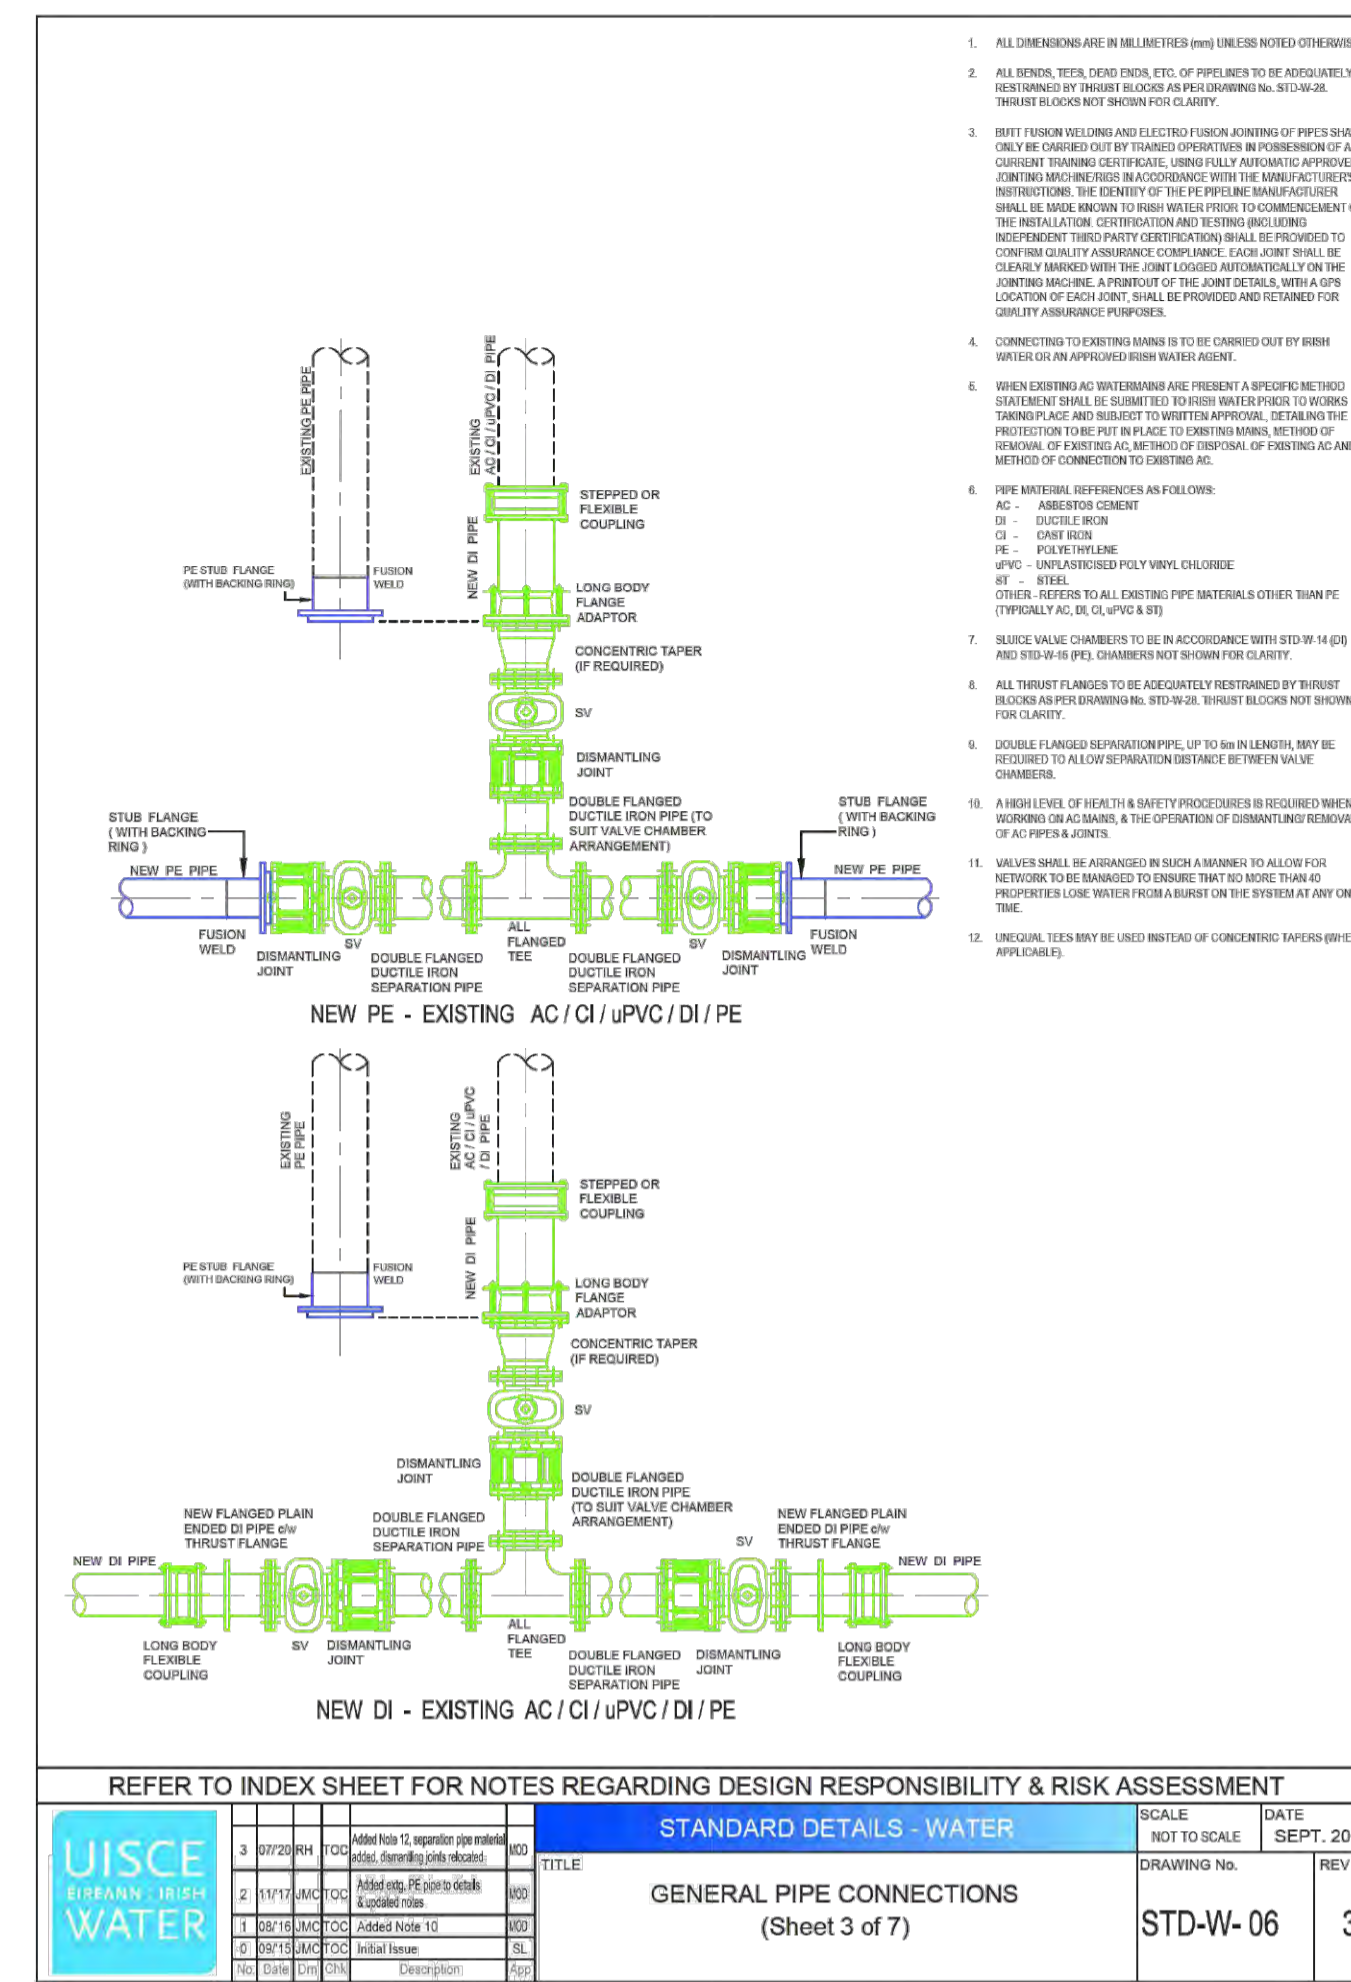 1. ALL DIMENSIONS ARE IN MILLIMETRES (mm) UNLESS NOTED OTHERWIS
2. ALL BENDS, TEES, DEAD ENDS, ETC. OF PIPELINES TO BE ADEQUATELY
RESTRAINED BY THRUST BLOCKS AS PER DRAWING No. STD-W-28.
THRUST BLOCKS NOT SHOWN FOR CLARITY.
3. BUTT FUSION WELDING AND ELECTRO FUSION JOINTING OF PIPES SHA
ONLY BE CARRIED OUT BY TRAINED OPERATIVES IN POSSESSION OF A
CURRENT TRAINING CERTIFICATE, USING FULLY AUTOMATIC APPROVE
JOINTING MACHINE/RIGS IN ACCORDANCE WITH THE MANUFACTURER'S
INSTRUCTIONS. THE IDENTITY OF THE PE PIPELINE MANUFACTURER
SHALL BE MADE KNOWN TO IRISH WATER PRIOR TO COMMENCEMENT
THE INSTALLATION. CERTIFICATION AND TESTING (INCLUDING
INDEPENDENT THIRD PARTY CERTIFICATION) SHALL BE PROVIDED TO
CONFIRM QUALITY ASSURANCE COMPLIANCE. EACH JOINT SHALL BE
CLEARLY MARKED WITH THE JOINT LOGGED AUTOMATICALLY ON THE
JOINTING MACHINE. A PRINTOUT OF THE JOINT DETAILS, WITH A GPS
LOCATION OF EACH JOINT, SHALL BE PROVIDED AND RETAINED FOR
QUALITY ASSURANCE PURPOSES.
4. CONNECTING TO EXISTING MAINS IS TO BE CARRIED OUT BY IRISH
WATER OR AN APPROVED IRISH WATER AGENT.
5. WHEN EXISTING AC WATERMAINS ARE PRESENT A SPECIFIC METHOD
STATEMENT SHALL BE SUBMITTED TO IRISH WATER PRIOR TO WORKS
TAKING PLACE AND SUBJECT TO WRITTEN APPROVAL, DETAILING THE
PROTECTION TO BE PUT IN PLACE TO EXISTING MAINS, METHOD OF
REMOVAL OF EXISTING AC, METHOD OF DISPOSAL OF EXISTING AC AND
METHOD OF CONNECTION TO EXISTING AC.
6. PIPE MATERIAL REFERENCES AS FOLLOWS:
AC - ASBESTOS CEMENT
DI - DUCTILE IRON
CI - CAST IRON
PE - POLYETHYLENE
uPVC - UNPLASTICISED POLY VINYL CHLORIDE
ST - STEEL
OTHER - REFERS TO ALL EXISTING PIPE MATERIALS OTHER THAN PE
(TYPICALLY AC, DI, CI, uPVC & ST)
7. SLUICE VALVE CHAMBERS TO BE IN ACCORDANCE WITH STD-W-14 (DI)
AND STD-W-15 (PE). CHAMBERS NOT SHOWN FOR CLARITY.
8. ALL THRUST FLANGES TO BE ADEQUATELY RESTRAINED BY THRUST
BLOCKS AS PER DRAWING No. STD-W-28. THRUST BLOCKS NOT SHOWN
FOR CLARITY.
9. DOUBLE FLANGED SEPARATION PIPE, UP TO 6m IN LENGTH, MAY BE
REQUIRED TO ALLOW SEPARATION DISTANCE BETWEEN VALVE
CHAMBERS.
10. A HIGH LEVEL OF HEALTH & SAFETY PROCEDURES IS REQUIRED WHEN
WORKING ON AC MAINS, & THE OPERATION OF DISMANTLING/ REMOVA
OF AC PIPES & JOINTS.
11. VALVES SHALL BE ARRANGED IN SUCH A MANNER TO ALLOW FOR
NETWORK TO BE MANAGED TO ENSURE THAT NO MORE THAN 40
PROPERTIES LOSE WATER FROM A BURST ON THE SYSTEM AT ANY ON
TIME.
12. UNEQUAL TEES MAY BE USED INSTEAD OF CONCENTRIC TAPERS (WHE
APPLICABLE).
EXISTING PE PIPE
EXISTING
AC / CI / uPVC / DI PIPE
STEPPED OR
FLEXIBLE
COUPLING
NEW DI PIPE
PE STUB FLANGE
(WITH BACKING RING)
FUSION
WELD
LONG BODY
FLANGE
ADAPTOR
CONCENTRIC TAPER
(IF REQUIRED)
SV
DISMANTLING
JOINT
DOUBLE FLANGED
DUCTILE IRON PIPE (TO
SUIT VALVE CHAMBER
ARRANGEMENT)
STUB FLANGE
( WITH BACKING
RING )
STUB FLANGE
( WITH BACKING
RING )
NEW PE PIPE
NEW PE PIPE
FUSION
WELD
DISMANTLING
JOINT
SV
DOUBLE FLANGED
DUCTILE IRON
SEPARATION PIPE
ALL
FLANGED
TEE
DOUBLE FLANGED
DUCTILE IRON
SEPARATION PIPE
SV
DISMANTLING
JOINT
FUSION
WELD
NEW PE - EXISTING AC / CI / uPVC / DI / PE
EXISTING
PE PIPE
EXISTING
AC / CI / uPVC
/ DI PIPE
STEPPED OR
FLEXIBLE
COUPLING
NEW DI PIPE
PE STUB FLANGE
(WITH BACKING RING)
FUSION
WELD
LONG BODY
FLANGE
ADAPTOR
CONCENTRIC TAPER
(IF REQUIRED)
SV
DISMANTLING
JOINT
DOUBLE FLANGED
DUCTILE IRON PIPE
(TO SUIT VALVE CHAMBER
ARRANGEMENT)
NEW FLANGED PLAIN
ENDED DI PIPE c/w
THRUST FLANGE
DOUBLE FLANGED
DUCTILE IRON
SEPARATION PIPE
SV
NEW FLANGED PLAIN
ENDED DI PIPE c/w
THRUST FLANGE
NEW DI PIPE
NEW DI PIPE
LONG BODY
FLEXIBLE
COUPLING
SV
DISMANTLING
JOINT
ALL
FLANGED
TEE
DOUBLE FLANGED
DUCTILE IRON
SEPARATION PIPE
DISMANTLING
JOINT
LONG BODY
FLEXIBLE
COUPLING
NEW DI - EXISTING AC / CI / uPVC / DI / PE
REFER TO INDEX SHEET FOR NOTES REGARDING DESIGN RESPONSIBILITY & RISK ASSESSMENT
UISCE
EIREANN : IRISH
WATER
3 07/'20 RH TOC Added Note 12, separation pipe material added, dismantling joints relocated MOD
2 11/'17 JMC TOC Added extg. PE pipe to details & updated notes MOD
1 08/'16 JMC TOC Added Note 10 MOD
0 09/'15 JMC TOC Initial Issue SL
No. Date Drn Chk Description App
STANDARD DETAILS - WATER
TITLE
GENERAL PIPE CONNECTIONS
(Sheet 3 of 7)
SCALE
NOT TO SCALE
DATE
SEPT. 20
DRAWING No.
STD-W- 06
REV
3